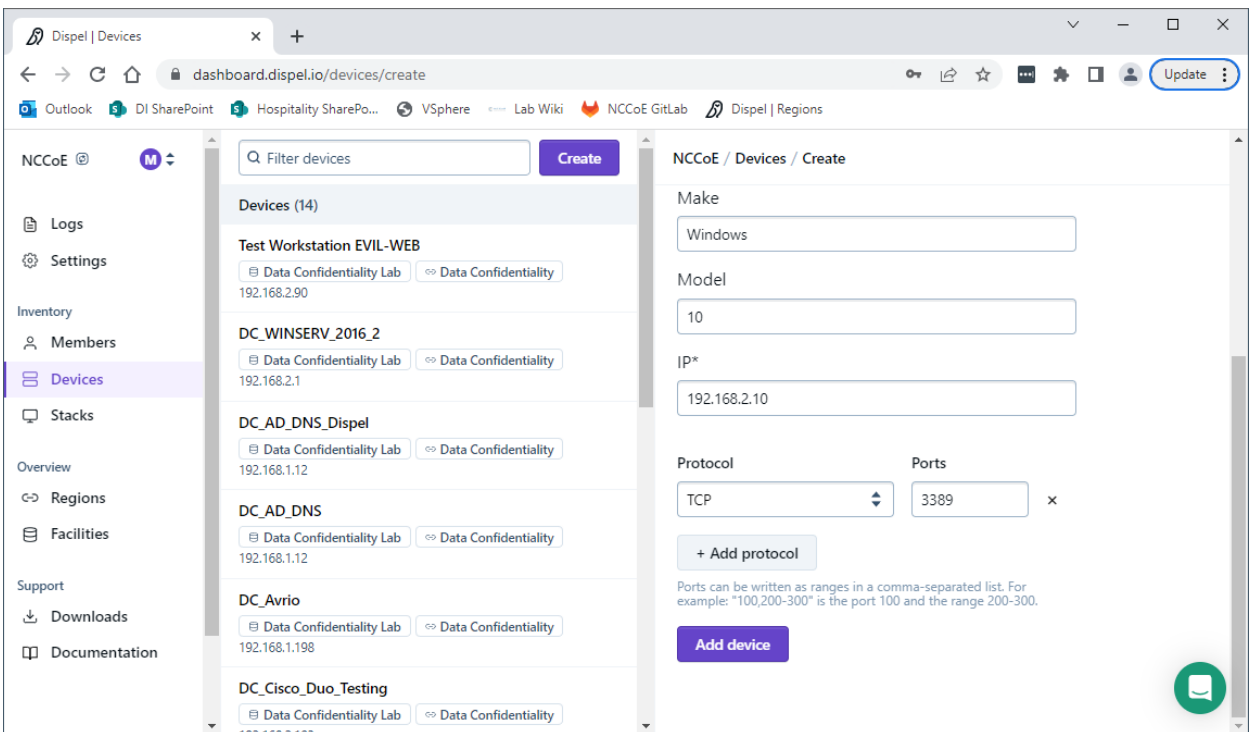 Dispel | Devices
dashboard.dispel.io/devices/create
Update
Outlook
DI SharePoint
Hospitality SharePo...
VSphere
Lab Wiki
NCCoE GitLab
Dispel | Regions
NCCoE
M
Logs
Settings
Inventory
Members
Devices
Stacks
Overview
Regions
Facilities
Support
Downloads
Documentation
Filter devices
Create
Devices (14)
Test Workstation EVIL-WEB
Data Confidentiality Lab
Data Confidentiality
192.168.2.90
DC_WINSERV_2016_2
Data Confidentiality Lab
Data Confidentiality
192.168.2.1
DC_AD_DNS_Dispel
Data Confidentiality Lab
Data Confidentiality
192.168.1.12
DC_AD_DNS
Data Confidentiality Lab
Data Confidentiality
192.168.1.12
DC_Avrio
Data Confidentiality Lab
Data Confidentiality
192.168.1.198
DC_Cisco_Duo_Testing
Data Confidentiality Lab
Data Confidentiality
NCCoE / Devices / Create
Make
Windows
Model
10
IP*
192.168.2.10
Protocol
Ports
TCP
3389
+ Add protocol
Ports can be written as ranges in a comma-separated list. For
example: "100,200-300" is the port 100 and the range 200-300.
Add device